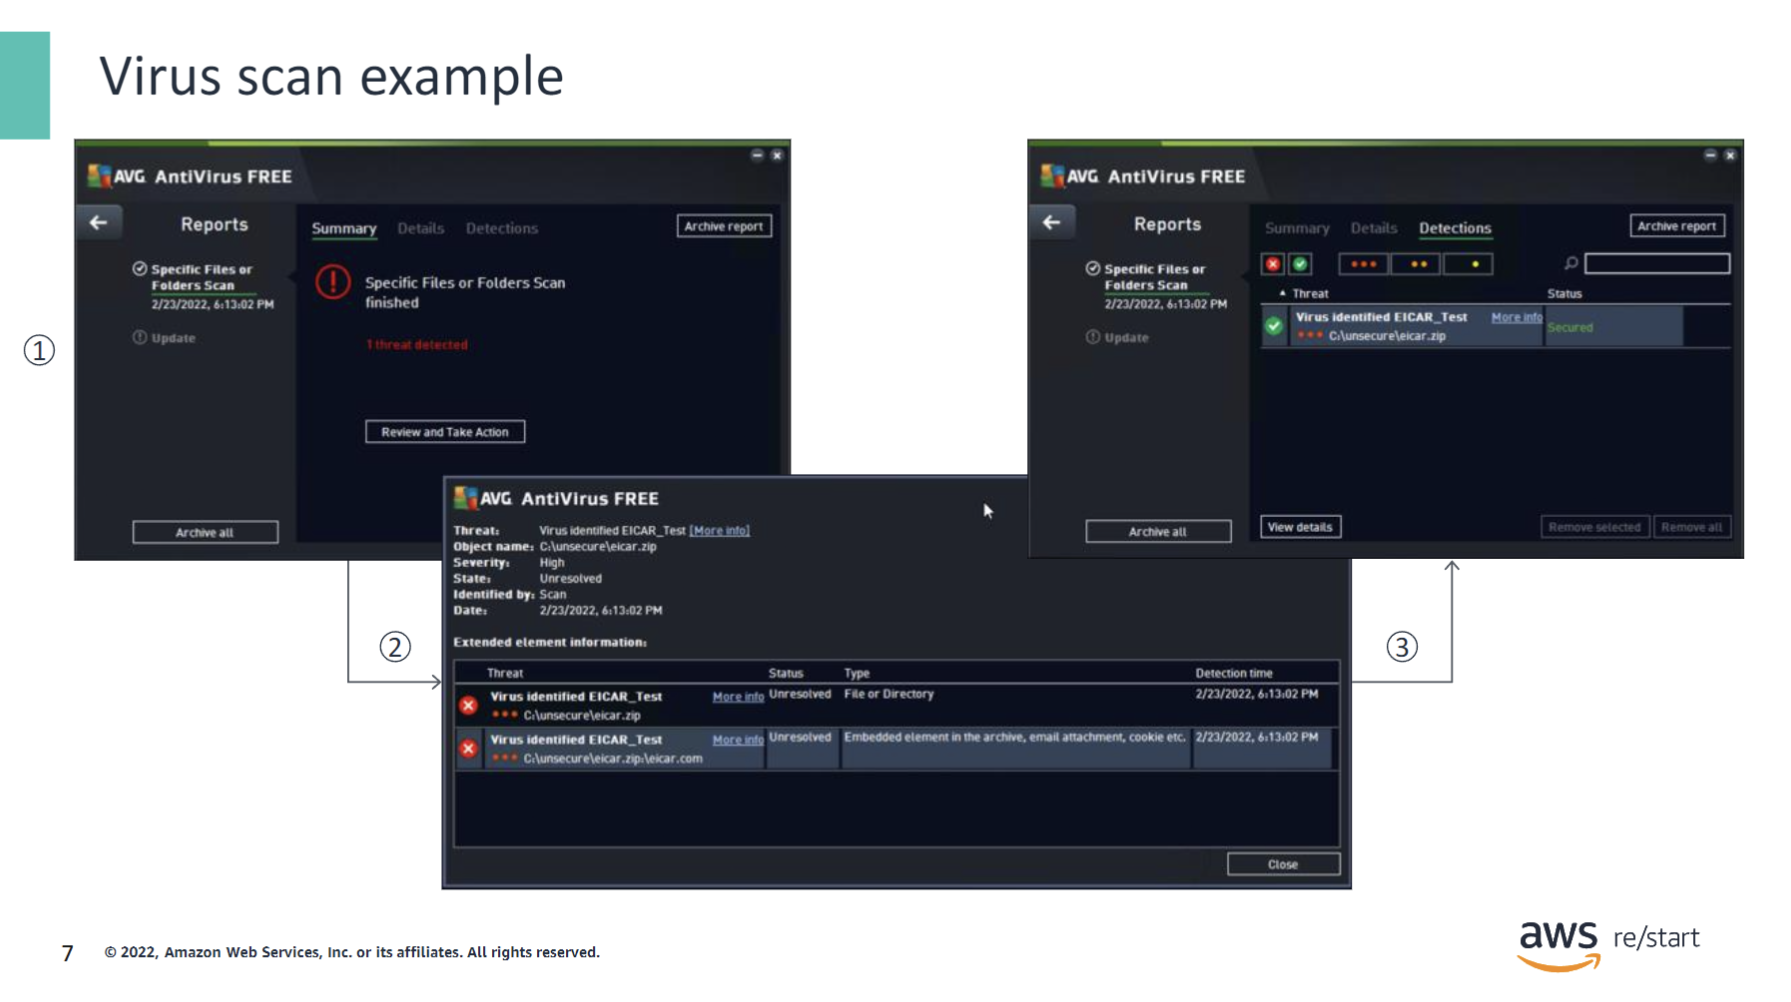 Virus scan example
①
AVG AntiVirus FREE
Reports
Specific Files or
Folders Scan
2/23/2022, 6:13:02 PM
Update
Archive all
Summary Details Detections
Archive report
Specific Files or Folders Scan
finished
1 threat detected
Review and Take Action
②
AVG AntiVirus FREE
Threat: Virus identified EICAR_Test [More info]
Object name: C:\unsecure\eicar.zip
Severity: High
State: Unresolved
Identified by: Scan
Date: 2/23/2022, 6:13:02 PM
Extended element information:
Threat Status Type Detection time
Virus identified EICAR_Test More info Unresolved File or Directory 2/23/2022, 6:13:02 PM
C:\unsecure\eicar.zip
Virus identified EICAR_Test More info Unresolved Embedded element in the archive, email attachment, cookie etc. 2/23/2022, 6:13:02 PM
C:\unsecure\eicar.zip:\eicar.com
Close
③
AVG AntiVirus FREE
Reports
Specific Files or
Folders Scan
2/23/2022, 6:13:02 PM
Update
Archive all
Summary Details Detections
Archive report
Threat Status
Virus identified EICAR_Test More info Secured
C:\unsecure\eicar.zip
View details Remove selected Remove all
7 © 2022, Amazon Web Services, Inc. or its affiliates. All rights reserved.
aws re/start